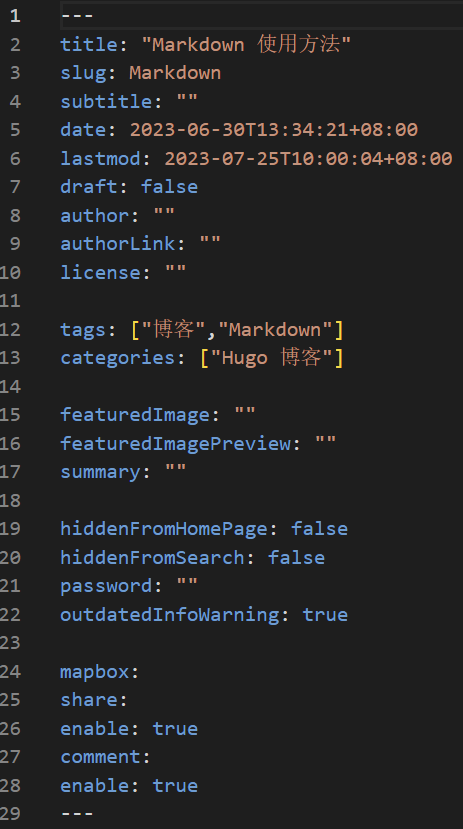 1 ---
2 title: "Markdown 使用方法"
3 slug: Markdown
4 subtitle: ""
5 date: 2023-06-30T13:34:21+08:00
6 lastmod: 2023-07-25T10:00:04+08:00
7 draft: false
8 author: ""
9 authorLink: ""
10 license: ""
11
12 tags: ["博客","Markdown"]
13 categories: ["Hugo 博客"]
14
15 featuredImage: ""
16 featuredImagePreview: ""
17 summary: ""
18
19 hiddenFromHomePage: false
20 hiddenFromSearch: false
21 password: ""
22 outdatedInfoWarning: true
23
24 mapbox:
25 share:
26 enable: true
27 comment:
28 enable: true
29 ---